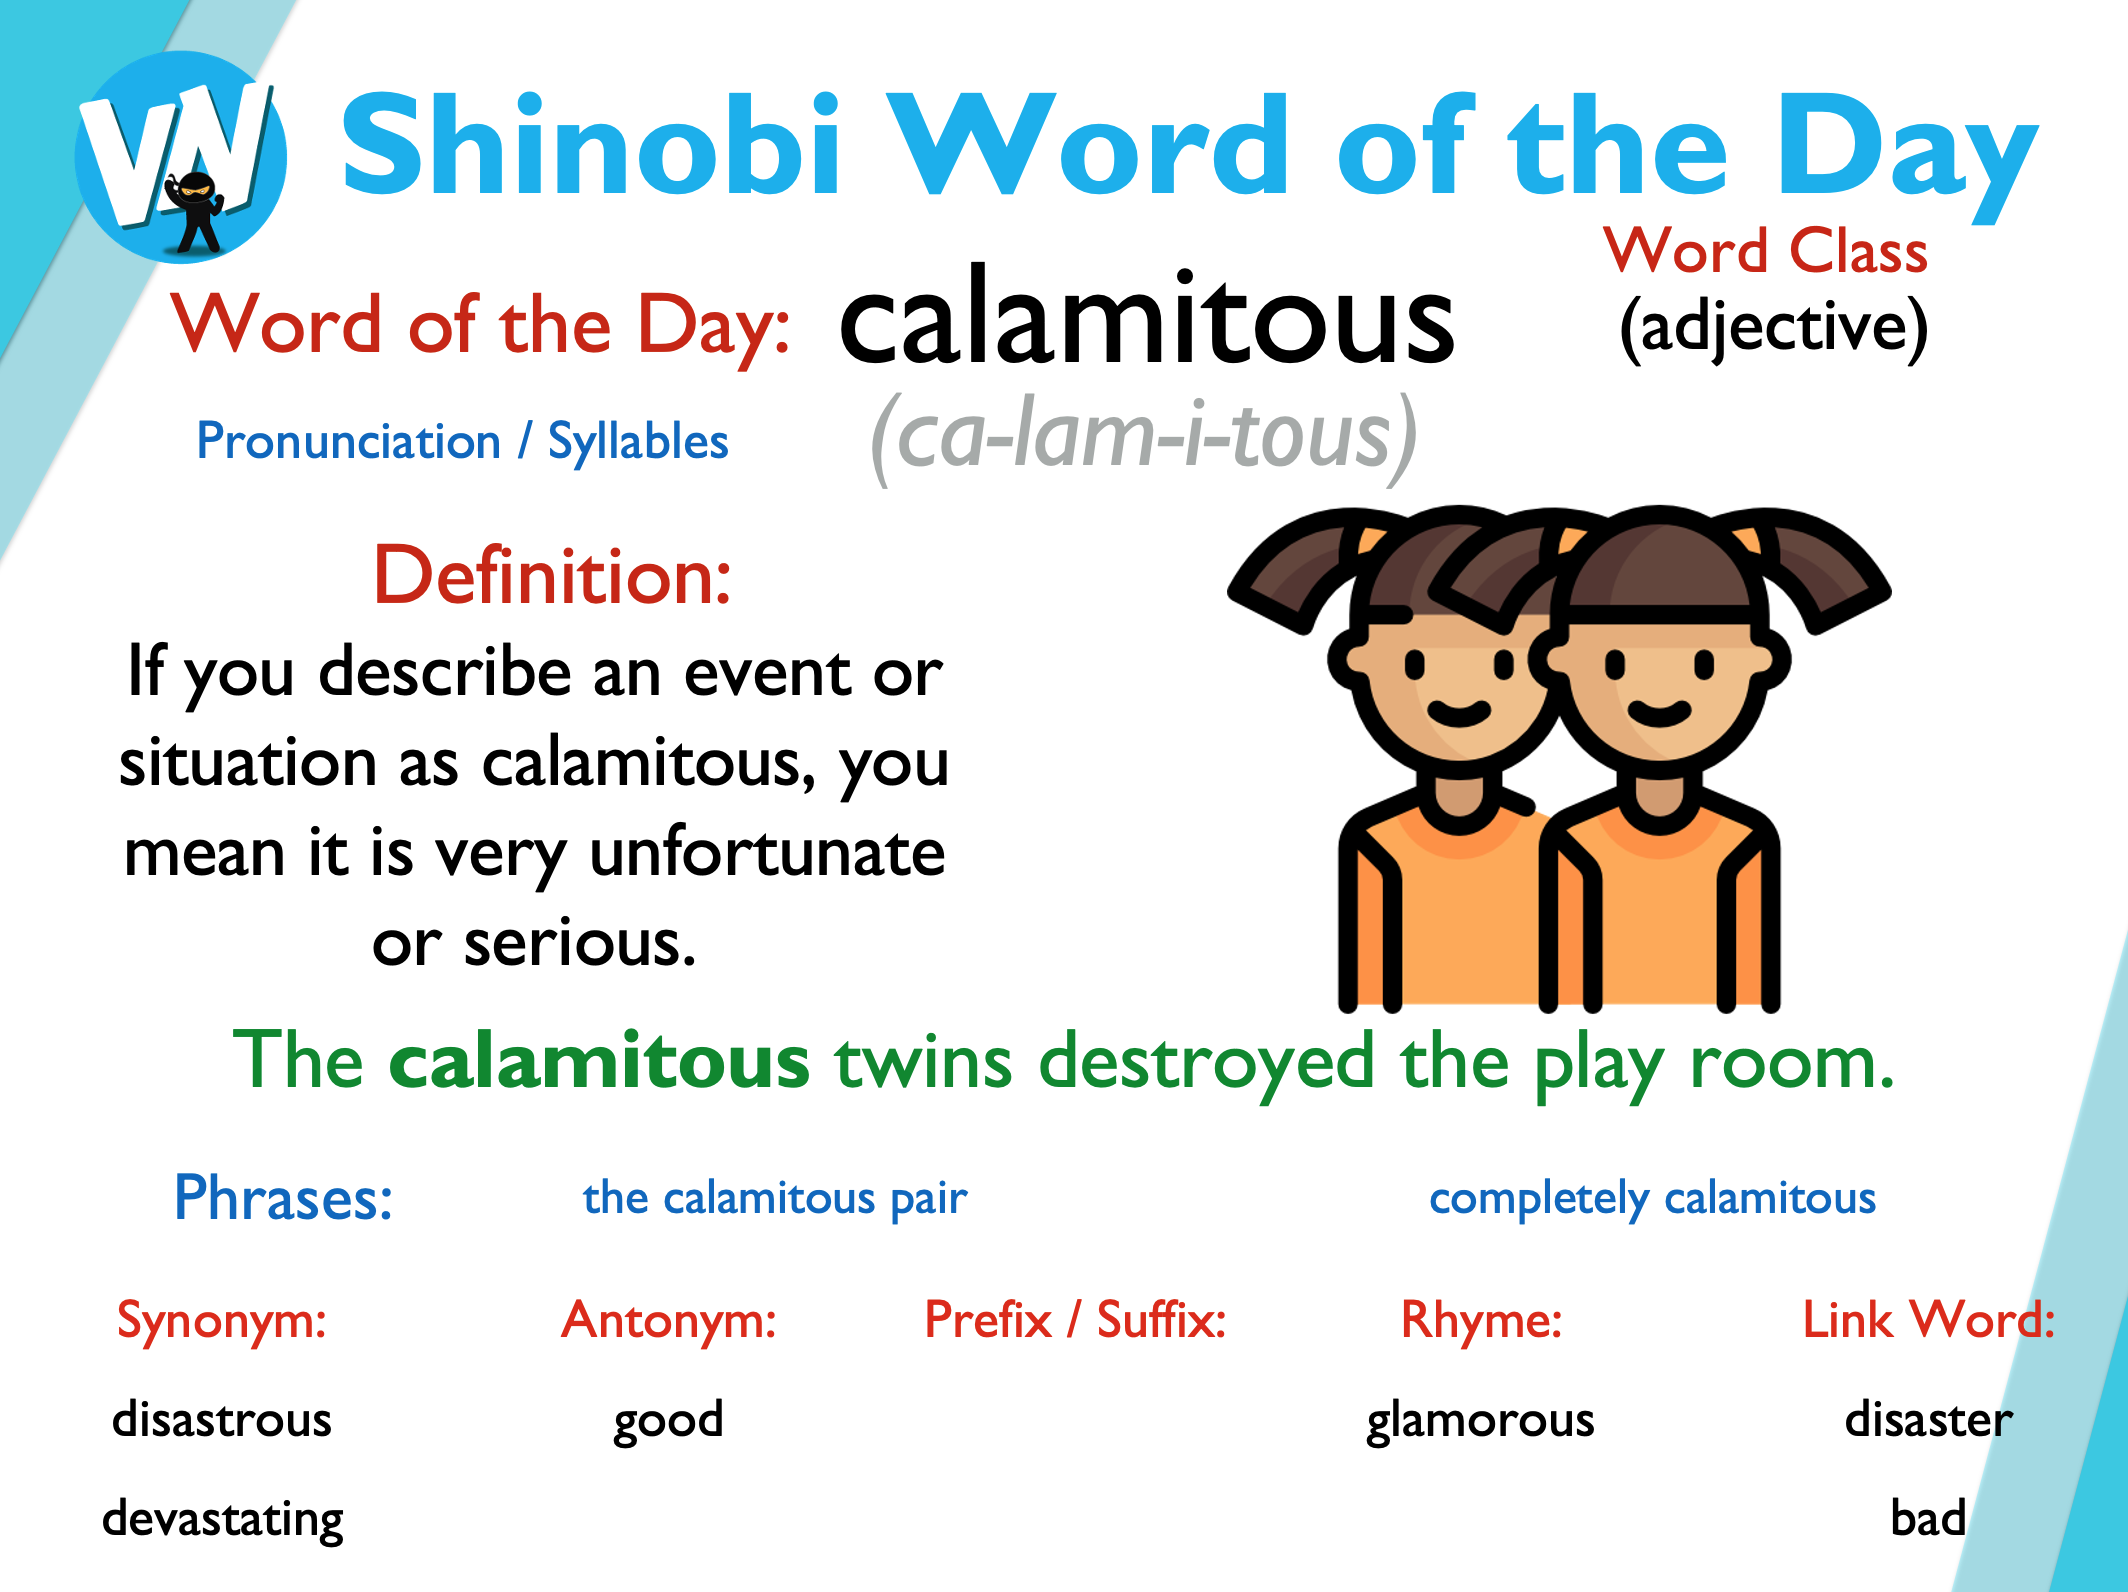 VN
Shinobi Word of the Day
Word Class
Word of the Day: calamitous (adjective)
Pronunciation / Syllables (ca-lam-i-tous)
Definition:
If you describe an event or
situation as calamitous, you
mean it is very unfortunate
or serious.
The calamitous twins destroyed the play room.
Phrases: the calamitous pair completely calamitous
Synonym: Antonym: Prefix / Suffix: Rhyme: Link Word:
disastrous good glamorous disaster
devastating bad